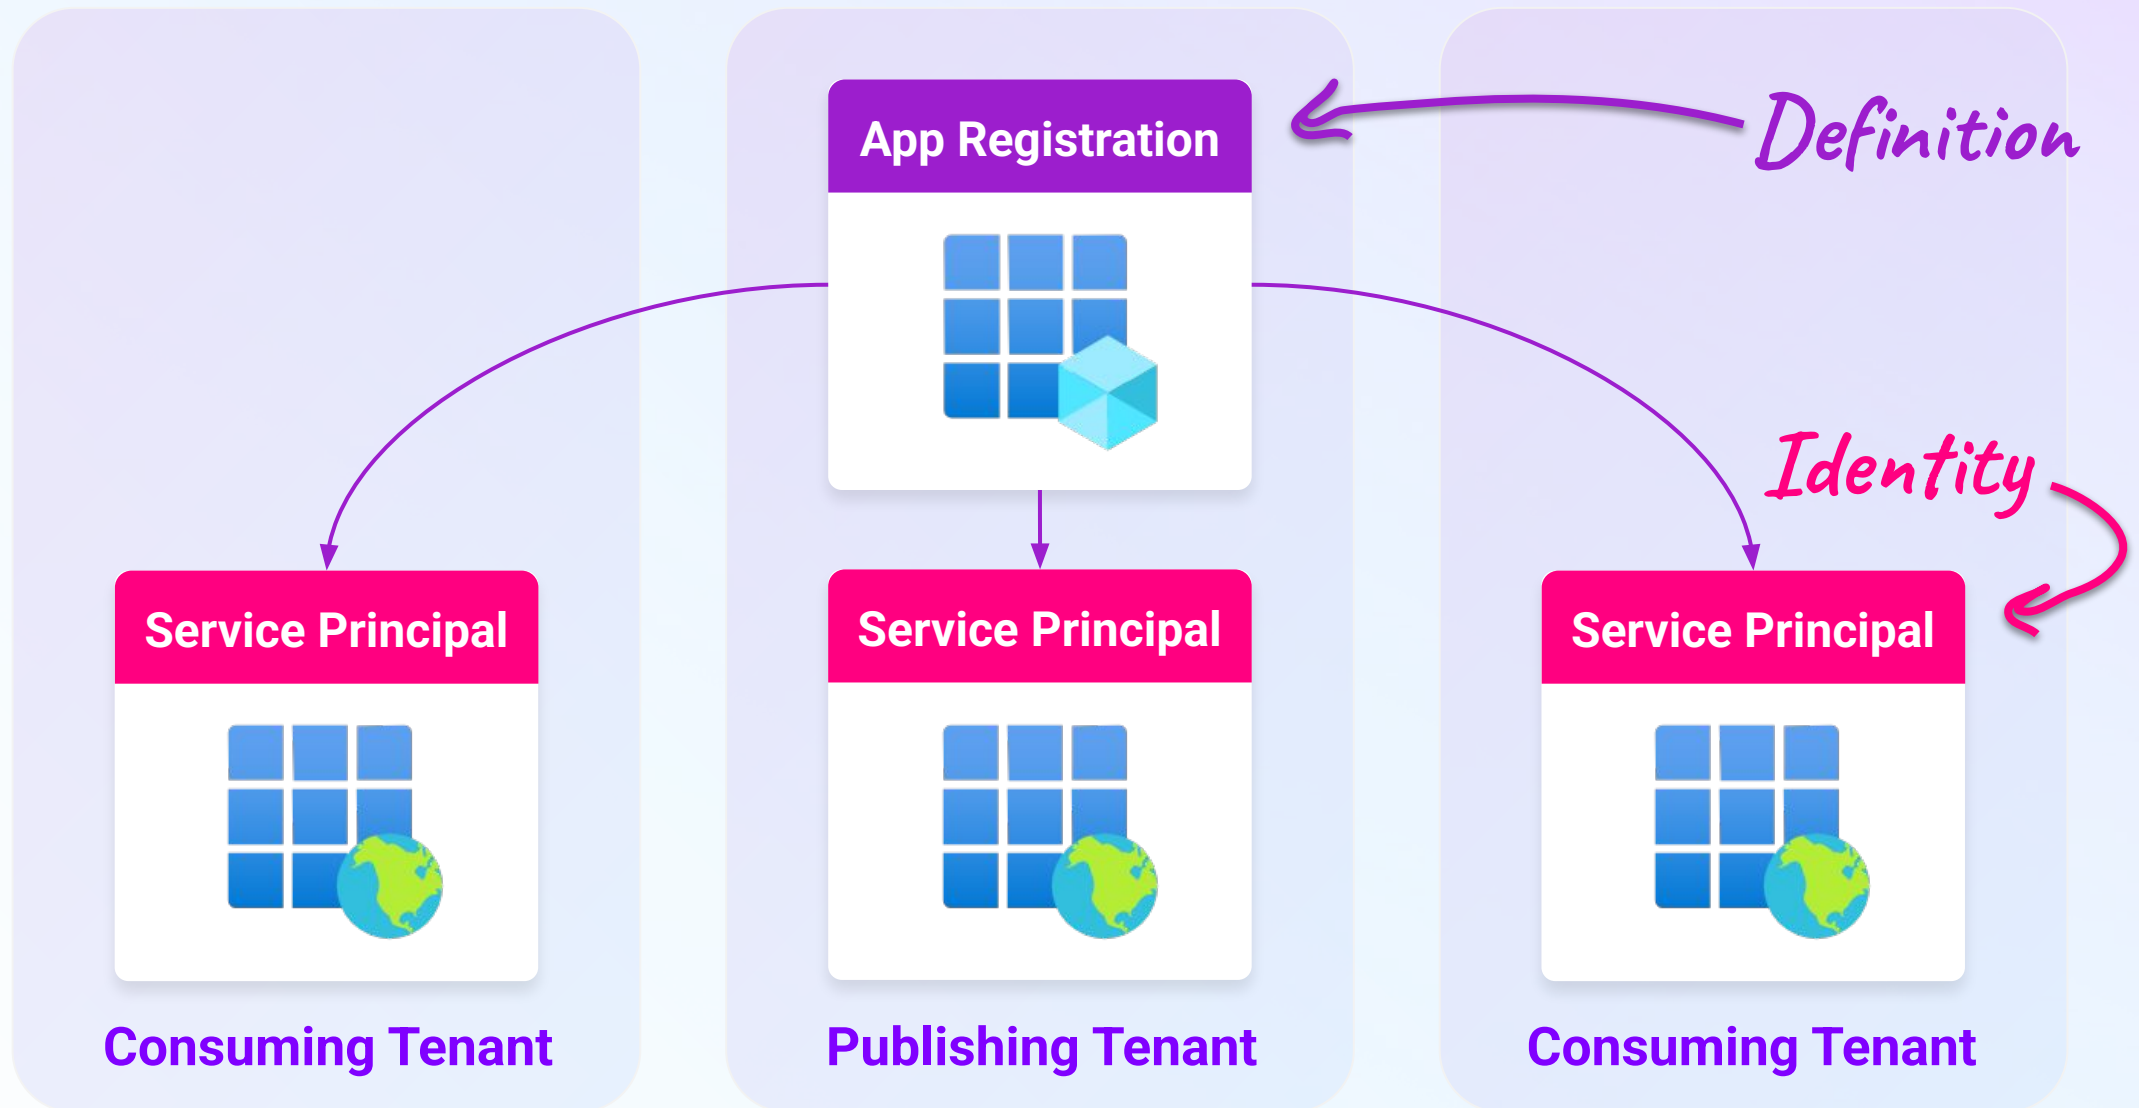 App Registration
Definition
Identity
Service Principal
Service Principal
Service Principal
Consuming Tenant
Publishing Tenant
Consuming Tenant